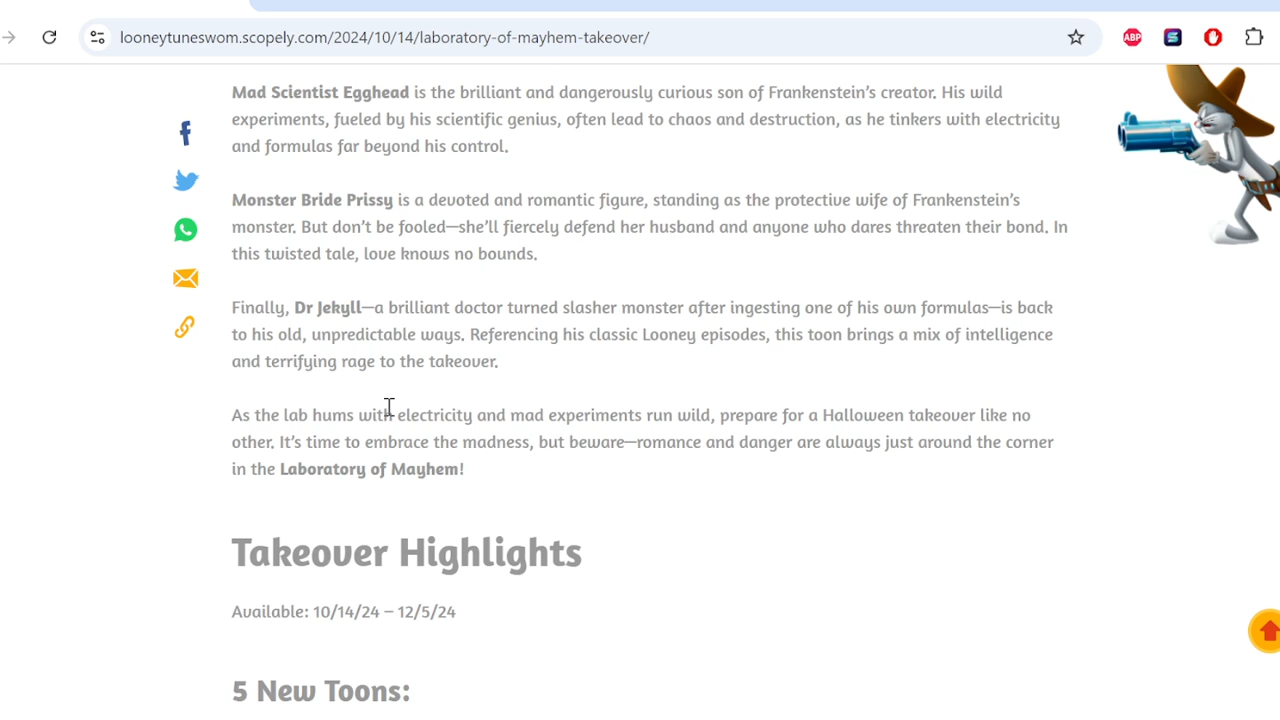 looneytuneswom.scopely.com/2024/10/14/laboratory-of-mayhem-takeover/
ABP
Mad Scientist Egghead is the brilliant and dangerously curious son of Frankenstein's creator. His wild
experiments, fueled by his scientific genius, often lead to chaos and destruction, as he tinkers with electricity
and formulas far beyond his control.
Monster Bride Prissy is a devoted and romantic figure, standing as the protective wife of Frankenstein's
monster. But don't be fooled—she'll fiercely defend her husband and anyone who dares threaten their bond. In
this twisted tale, love knows no bounds.
Finally, Dr Jekyll—a brilliant doctor turned slasher monster after ingesting one of his own formulas—is back
to his old, unpredictable ways. Referencing his classic Looney episodes, this toon brings a mix of intelligence
and terrifying rage to the takeover.
As the lab hums with electricity and mad experiments run wild, prepare for a Halloween takeover like no
other. It's time to embrace the madness, but beware—romance and danger are always just around the corner
in the Laboratory of Mayhem!
Takeover Highlights
Available: 10/14/24 – 12/5/24
5 New Toons: